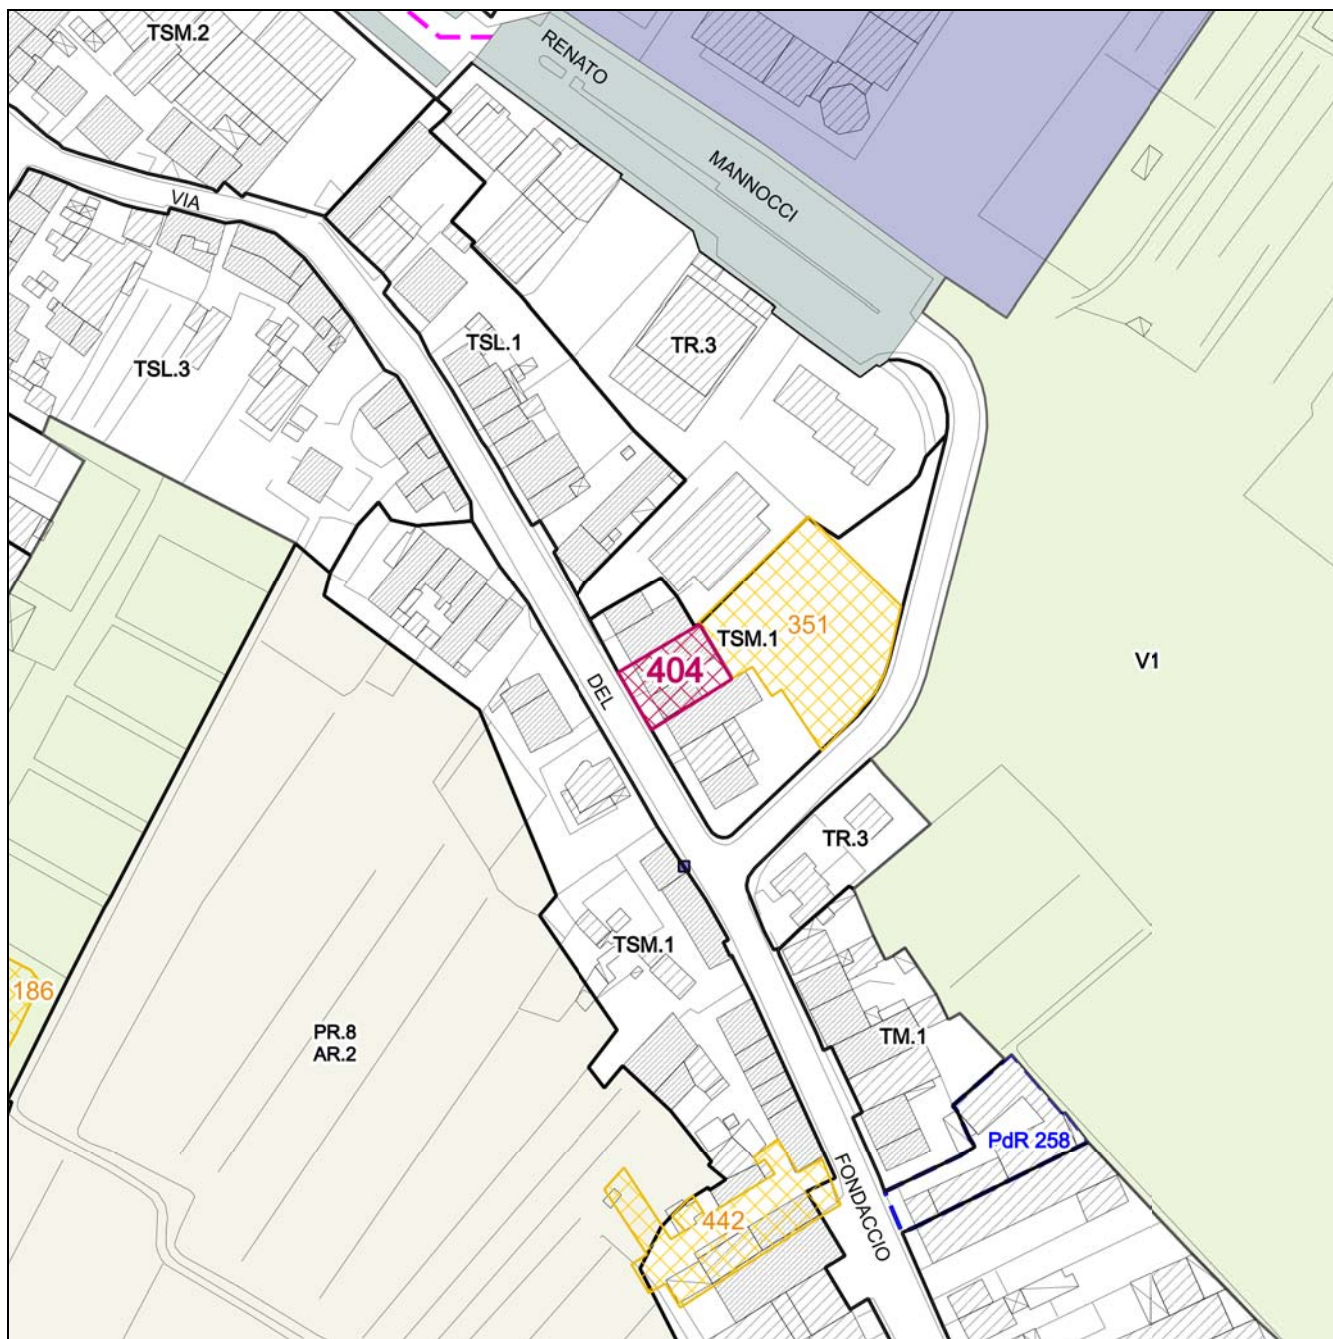 TSM.2
RENATO
MANNOCCI
VIA
TSL.1
TR.3
TSL.3
TSM.1
351
404
DEL
V1
TR.3
TSM.1
186
PR.8
AR.2
TM.1
PdR 258
442
FONDACCIO